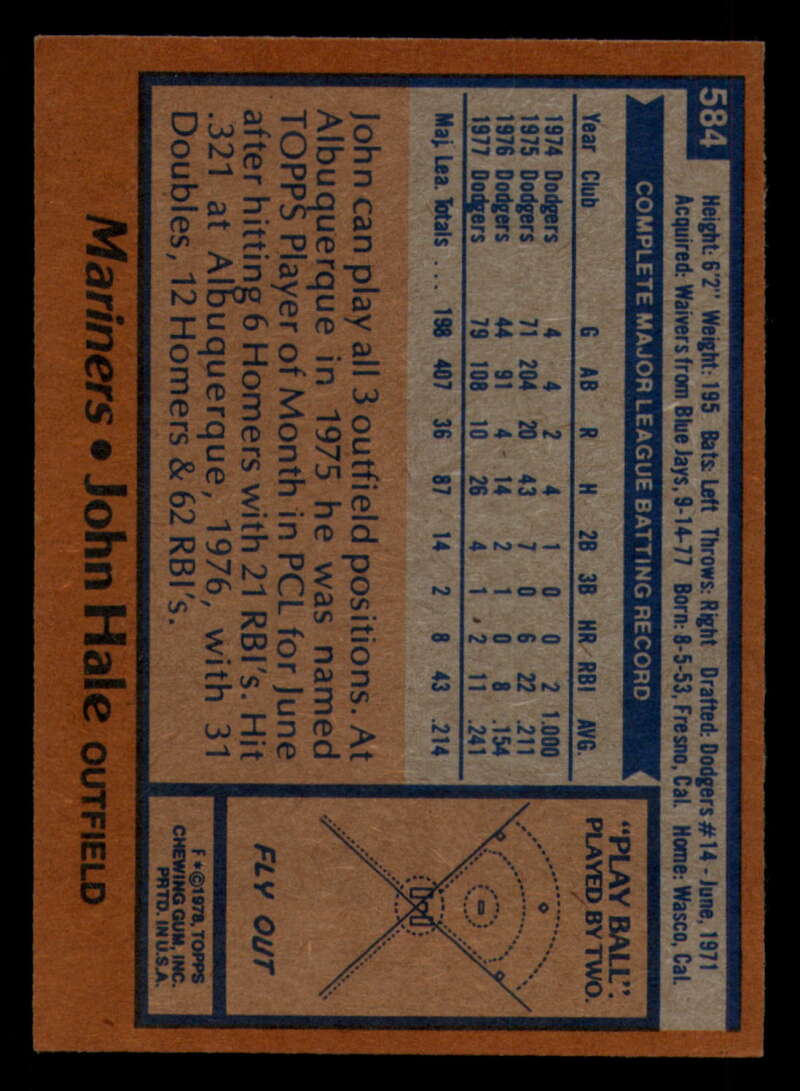 584
Height: 6'2" Weight: 195 Bats: Left Throws: Right Drafted: Dodgers #14 - June, 1971
Acquired: Waivers from Blue Jays, 9-14-77 Born: 8-5-53, Fresno, Cal. Home: Wasco, Cal.
COMPLETE MAJOR LEAGUE BATTING RECORD
Year Club G AB R H 2B 3B HR RBI AVG.
1974 Dodgers 4 4 2 4 1 0 0 2 1.000
1975 Dodgers 71 204 20 43 7 0 6 22 .211
1976 Dodgers 44 91 4 14 2 1 0 8 .154
1977 Dodgers 79 108 10 26 4 1 2 11 .241
Maj. Lea. Totals .... 198 407 36 87 14 2 8 43 .214
John can play all 3 outfield positions. At
Albuquerque in 1975 he was named
TOPPS Player of Month in PCL for June
after hitting 6 Homers with 21 RBI's. Hit
.321 at Albuquerque, 1976, with 31
Doubles, 12 Homers & 62 RBI's.
"PLAY BALL":
PLAYED BY TWO.
FLY OUT
F*©1978, TOPPS
CHEWING GUM, INC.
PRTD. IN U.S.A.
Mariners • John Hale OUTFIELD